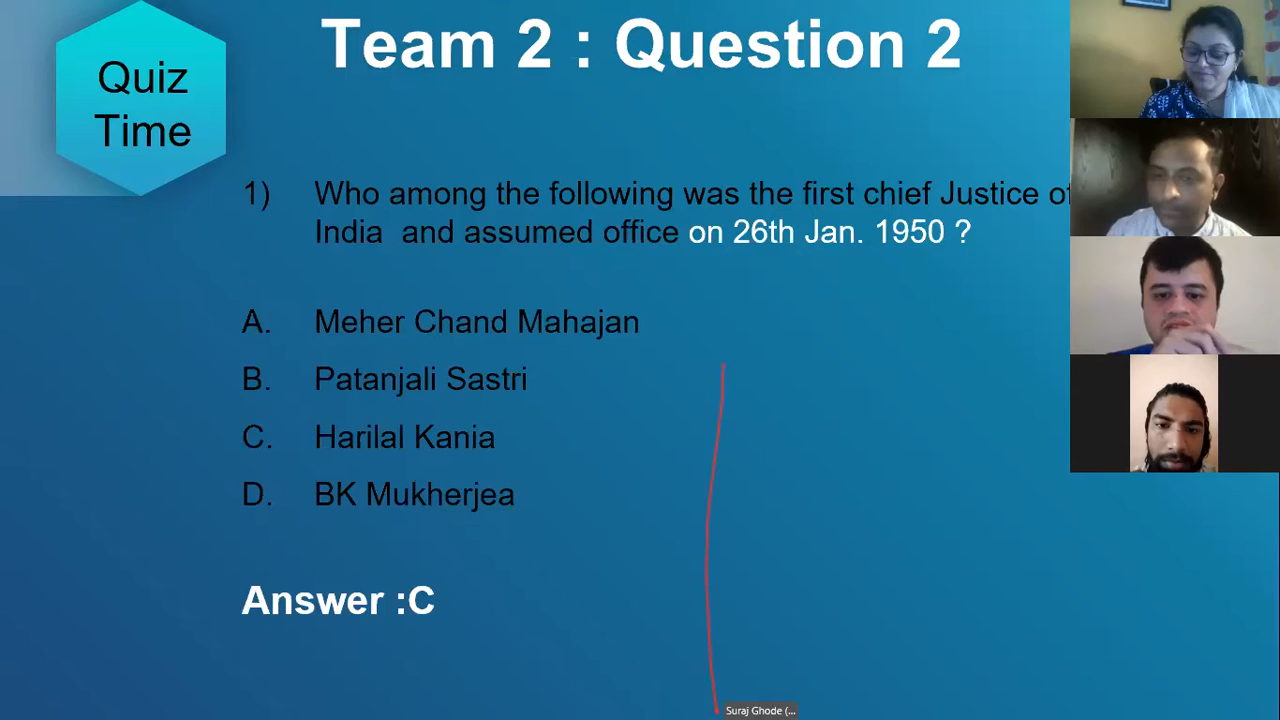 Team 2 : Question 2
Quiz
Time
1) Who among the following was the first chief Justice of
India and assumed office on 26th Jan. 1950 ?
A. Meher Chand Mahajan
B. Patanjali Sastri
C. Harilal Kania
D. BK Mukherjea
Answer :C
Suraj Ghode (...